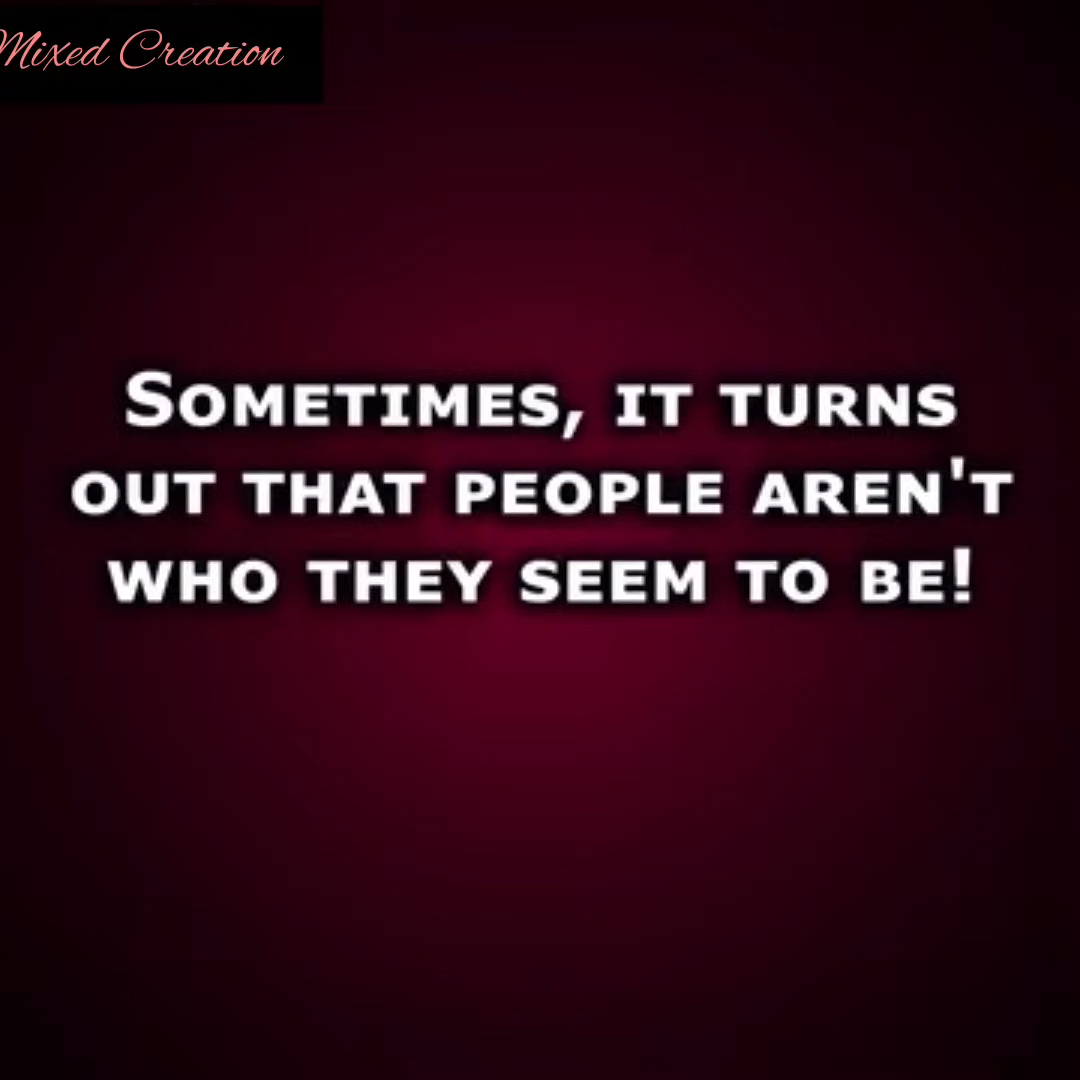 Mixed Creation
Sometimes, it turns
out that people aren't
who they seem to be!